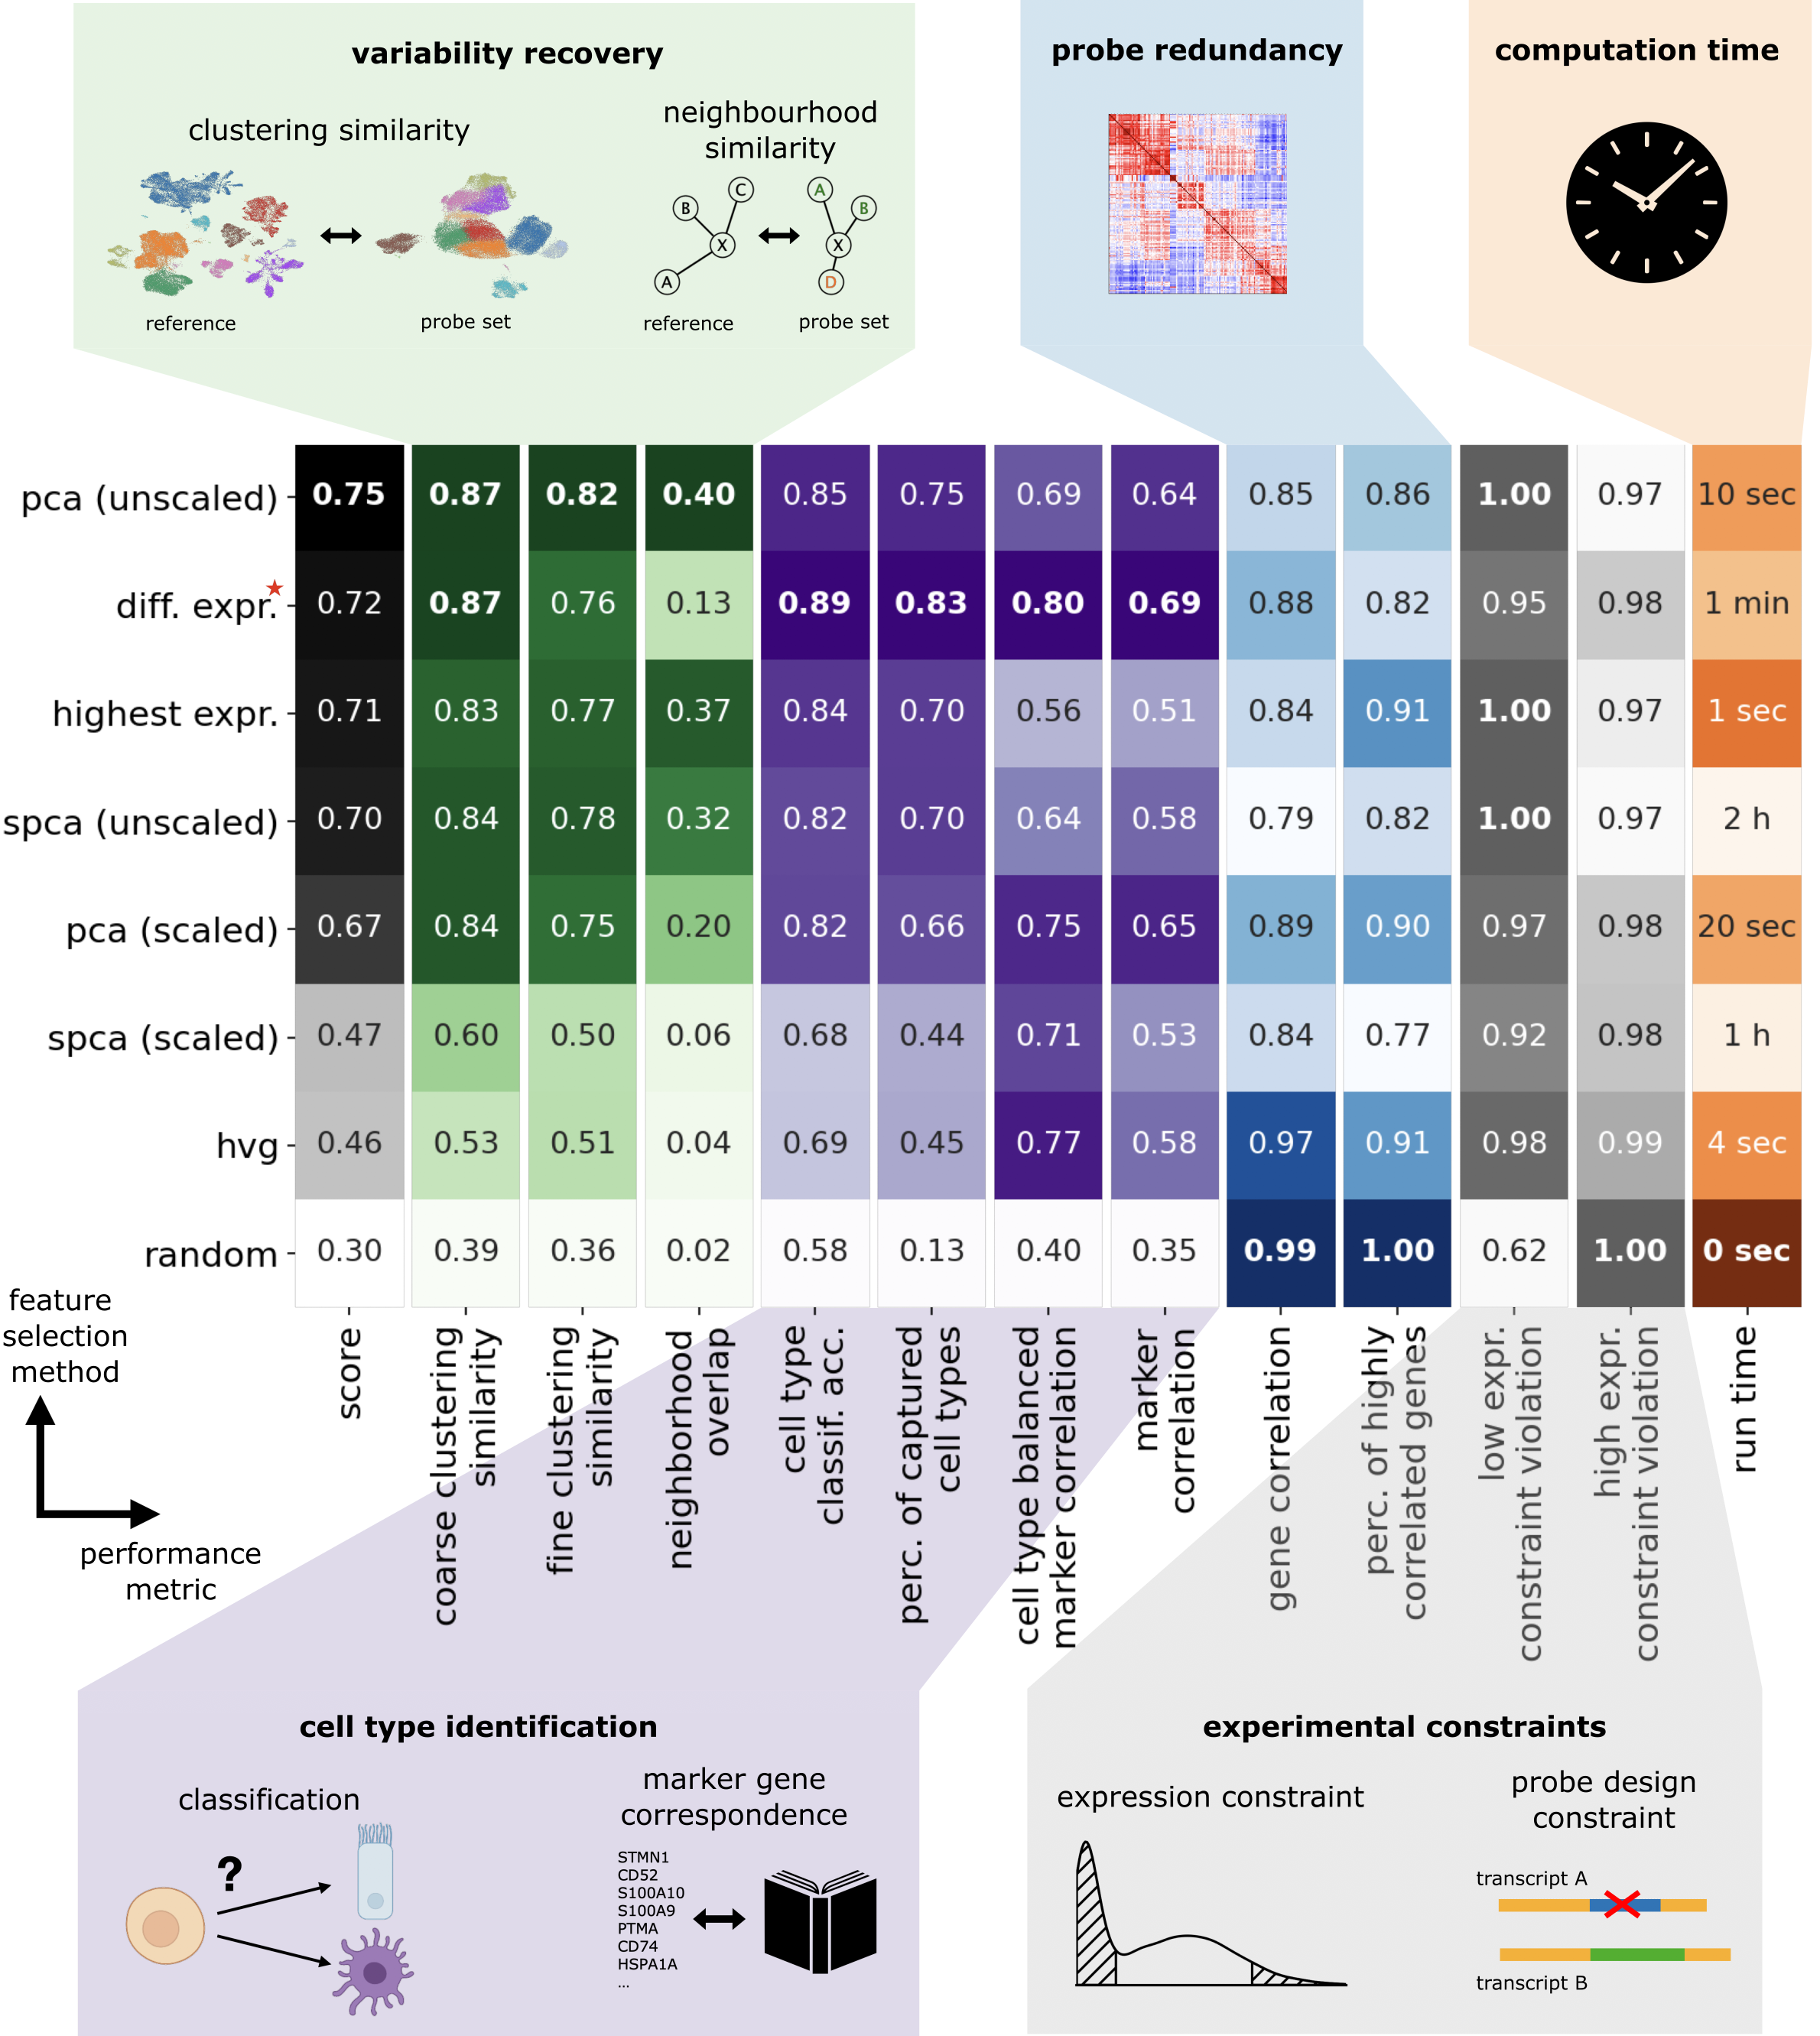 variability recovery
clustering similarity
neighbourhood
similarity
reference
probe set
B
C
X
A
reference
A
B
X
D
probe set
probe redundancy
computation time
pca (unscaled) 0.75 0.87 0.82 0.40 0.85 0.75 0.69 0.64 0.85 0.86 1.00 0.97 10 sec
diff. expr.★ 0.72 0.87 0.76 0.13 0.89 0.83 0.80 0.69 0.88 0.82 0.95 0.98 1 min
highest expr. 0.71 0.83 0.77 0.37 0.84 0.70 0.56 0.51 0.84 0.91 1.00 0.97 1 sec
spca (unscaled) 0.70 0.84 0.78 0.32 0.82 0.70 0.64 0.58 0.79 0.82 1.00 0.97 2 h
pca (scaled) 0.67 0.84 0.75 0.20 0.82 0.66 0.75 0.65 0.89 0.90 0.97 0.98 20 sec
spca (scaled) 0.47 0.60 0.50 0.06 0.68 0.44 0.71 0.53 0.84 0.77 0.92 0.98 1 h
hvg 0.46 0.53 0.51 0.04 0.69 0.45 0.77 0.58 0.97 0.91 0.98 0.99 4 sec
random 0.30 0.39 0.36 0.02 0.58 0.13 0.40 0.35 0.99 1.00 0.62 1.00 0 sec
feature
selection
method
performance
metric
score
coarse clustering
similarity
fine clustering
similarity
neighborhood
overlap
cell type
classif. acc.
perc. of captured
cell types
cell type balanced
marker correlation
marker
correlation
gene correlation
perc. of highly
correlated genes
low expr.
constraint violation
high expr.
constraint violation
run time
cell type identification
classification
?
marker gene
correspondence
STMN1
CD52
S100A10
S100A9
PTMA
CD74
HSPA1A
...
experimental constraints
expression constraint
probe design
constraint
transcript A
transcript B